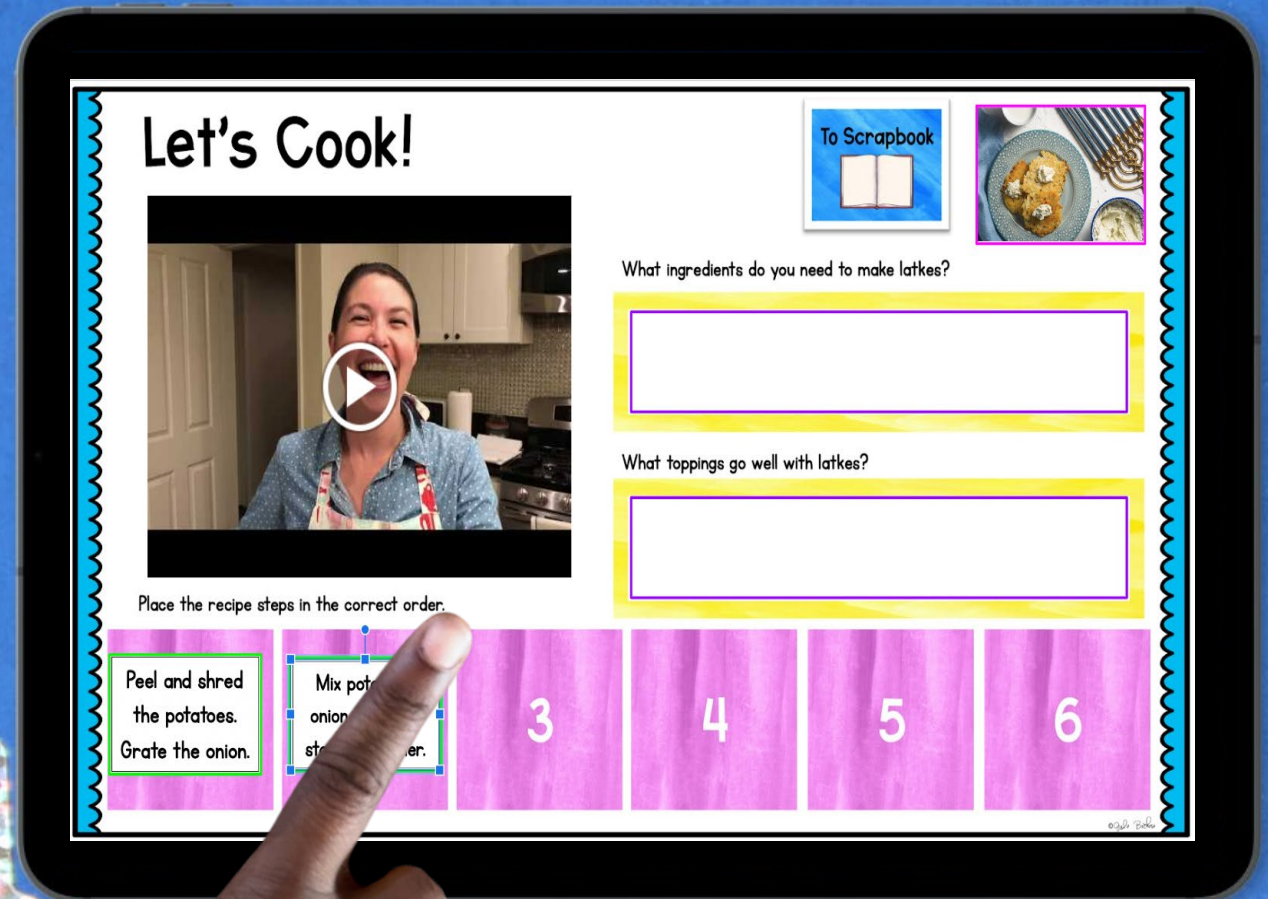 Let's Cook!
To Scrapbook
What ingredients do you need to make latkes?
What toppings go well with latkes?
Place the recipe steps in the correct order.
Peel and shred
the potatoes.
Grate the onion.
Mix
onion
3
4
5
6